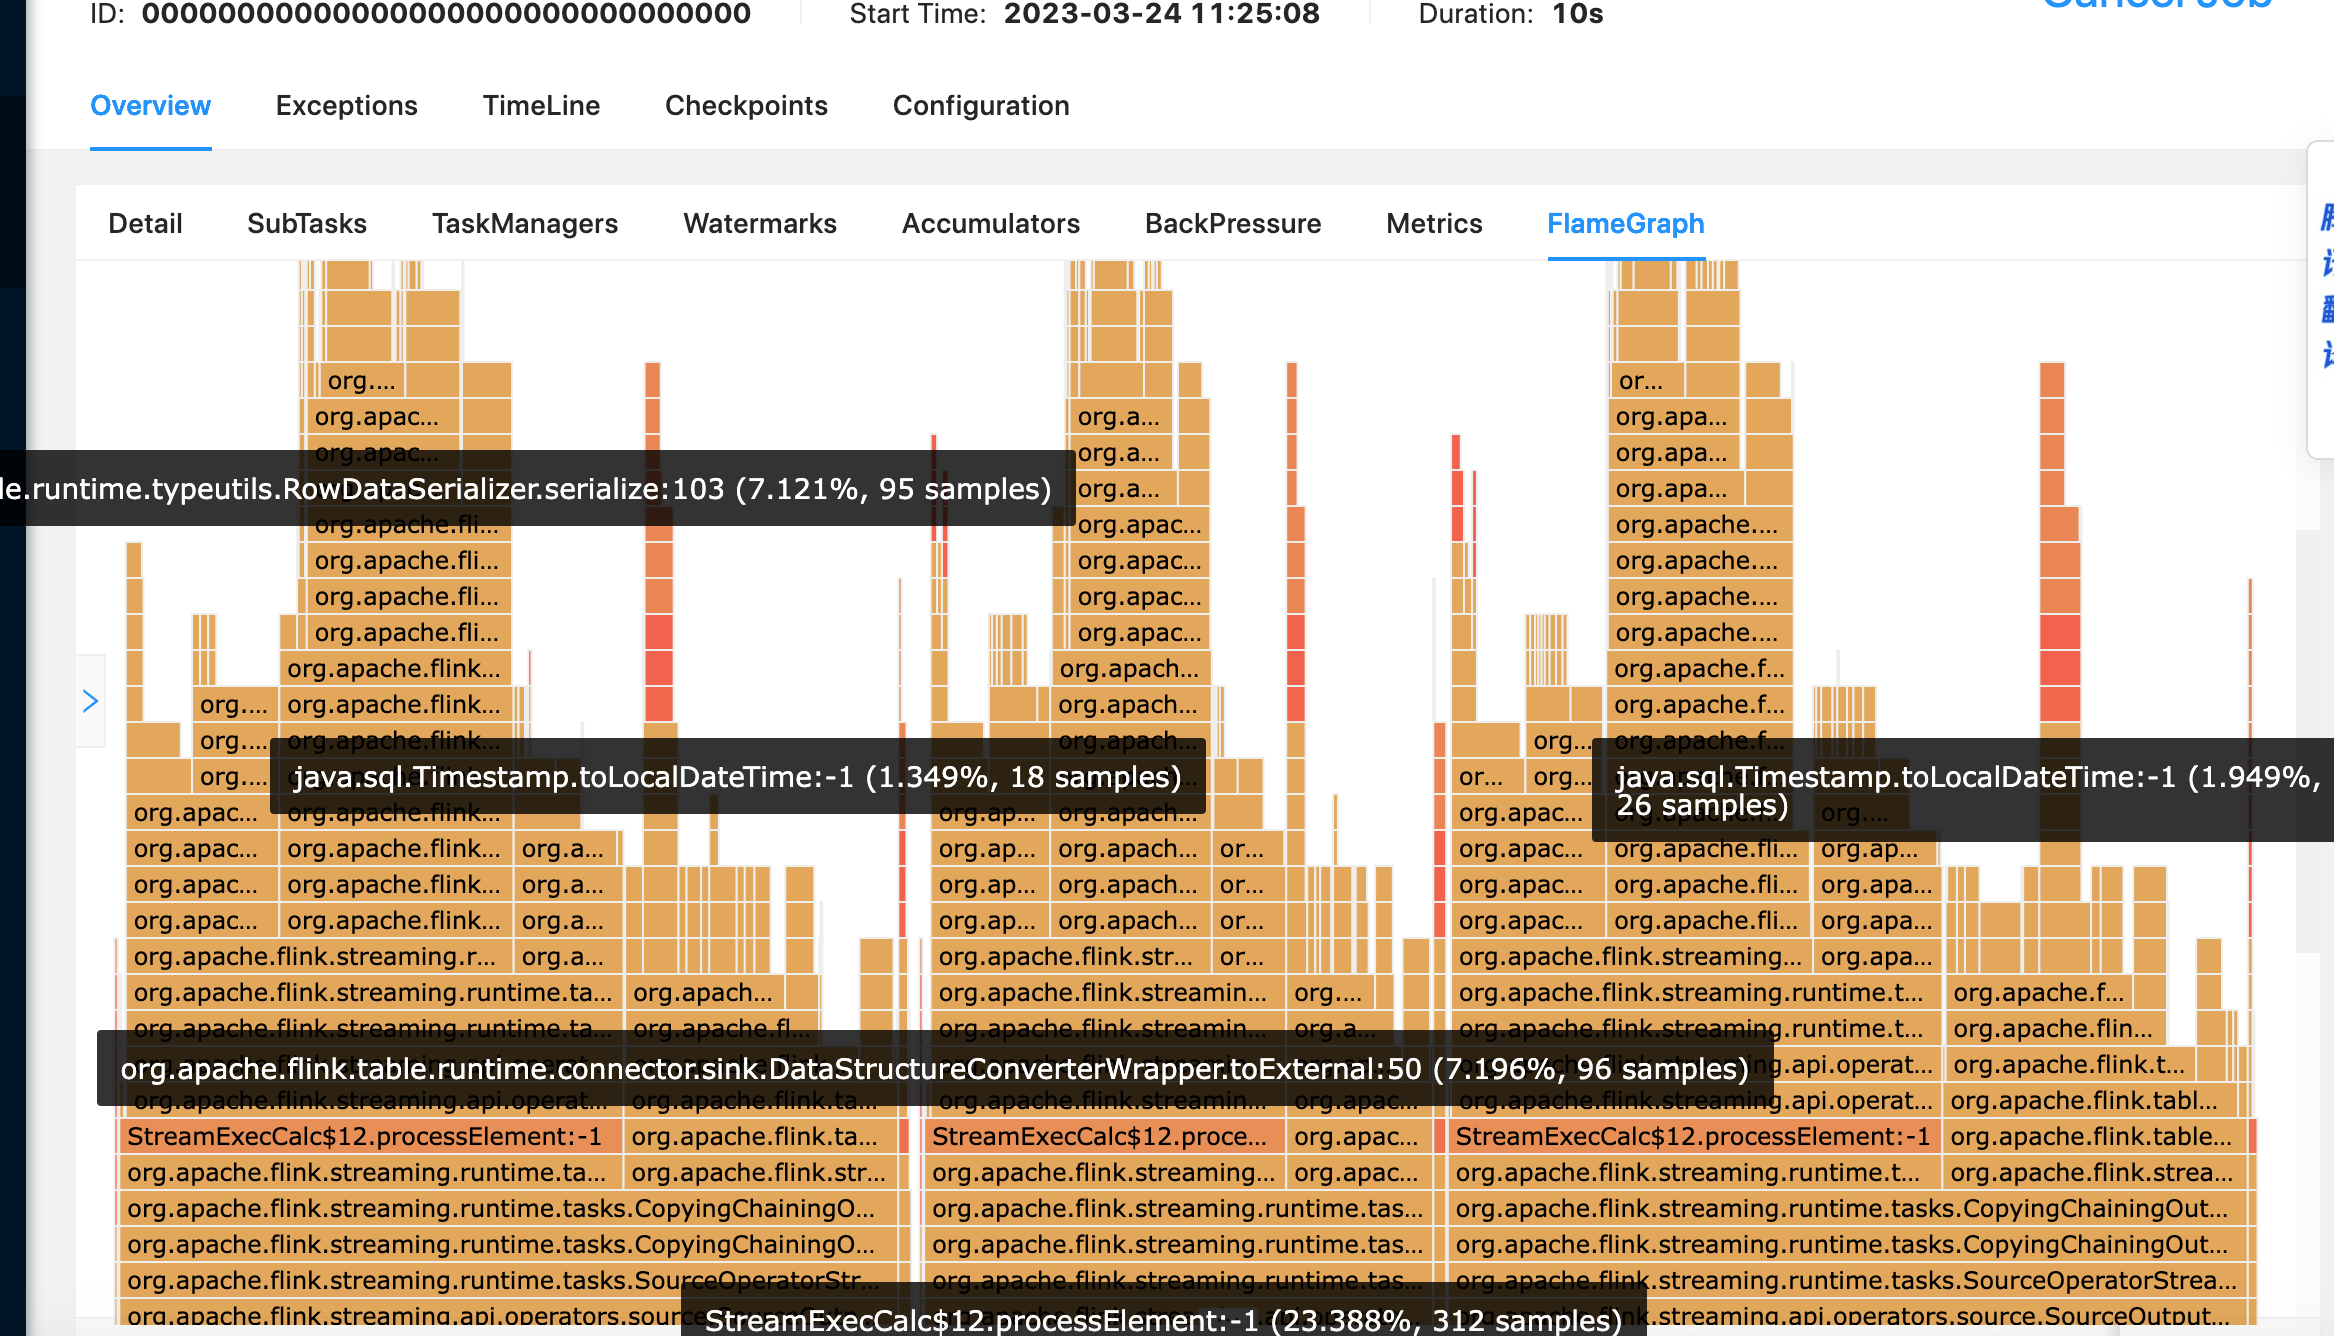 ID: 00000000000000000000000000000000 Start Time: 2023-03-24 11:25:08 Duration: 10s Cancel Job
Overview Exceptions TimeLine Checkpoints Configuration
Detail SubTasks TaskManagers Watermarks Accumulators BackPressure Metrics FlameGraph
org.... or...
org.apac... org.a... org.apa...
org.apac... org.a... org.apa...
le.runtime.typeutils.RowDataSerializer.serialize:103 (7.121%, 95 samples) org.a... org.apa...
org.apache.fli... org.apac... org.apache....
org.apache.fli... org.apac... org.apache....
org.apache.fli... org.apac... org.apache....
org.apache.fli... org.apac... org.apache....
org.apache.flink... org.apach... org.apache.f...
org.... org.apache.flink... org.apach... org.apache.f...
org.... org.apache.flink... org.apach... org... org.apache.f...
org.... java.sql.Timestamp.toLocalDateTime:-1 (1.349%, 18 samples) or... org... java.sql.Timestamp.toLocalDateTime:-1 (1.949%,
26 samples)
org.apac... org.apache.flink... org.ap... org.apach... org.apac... org....
org.apac... org.apache.flink... org.a... org.ap... org.apach... or... org.apac... org.apache.fli... org.ap...
org.apac... org.apache.flink... org.a... org.ap... org.apach... or... org.apac... org.apache.fli... org.apa...
org.apac... org.apache.flink... org.a... org.ap... org.apach... or... org.apac... org.apache.fli... org.apa...
org.apache.flink.streaming.r... org.a... org.apache.flink.str... or... org.apache.flink.streaming... org.apa...
org.apache.flink.streaming.runtime.ta... org.apach... org.apache.flink.streamin... org.... org.apache.flink.streaming.runtime.t... org.apache.f...
org.apache.flink.streaming.runtime.ta... org.apache.fl... org.apache.flink.streamin... org.a... org.apache.flink.streaming.runtime.t... org.apache.flin...
org.apache.flink.table.runtime.connector.sink.DataStructureConverterWrapper.toExternal:50 (7.196%, 96 samples) .api.operat... org.apache.flink.t...
org.apache.flink.streaming.api.operat... org.apache.flink.ta... org.apache.flink.streamin... org.apac... org.apache.flink.streaming.api.operat... org.apache.flink.tabl...
StreamExecCalc$12.processElement:-1 org.apache.flink.ta... StreamExecCalc$12.proce... org.apac... StreamExecCalc$12.processElement:-1 org.apache.flink.table...
org.apache.flink.streaming.runtime.ta... org.apache.flink.str... org.apache.flink.streaming... org.apac... org.apache.flink.streaming.runtime.t... org.apache.flink.strea...
org.apache.flink.streaming.runtime.tasks.CopyingChainingO... org.apache.flink.streaming.runtime.tas... org.apache.flink.streaming.runtime.tasks.CopyingChainingOut...
org.apache.flink.streaming.runtime.tasks.CopyingChainingO... org.apache.flink.streaming.runtime.tas... org.apache.flink.streaming.runtime.tasks.CopyingChainingOut...
org.apache.flink.streaming.runtime.tasks.SourceOperatorStr... org.apache.flink.streaming.runtime.tas... org.apache.flink.streaming.runtime.tasks.SourceOperatorStrea...
org.apache.flink.streaming.api.operators.sourc StreamExecCalc$12.processElement:-1 (23.388%, 312 samples) nk.streaming.api.operators.source.SourceOutput...